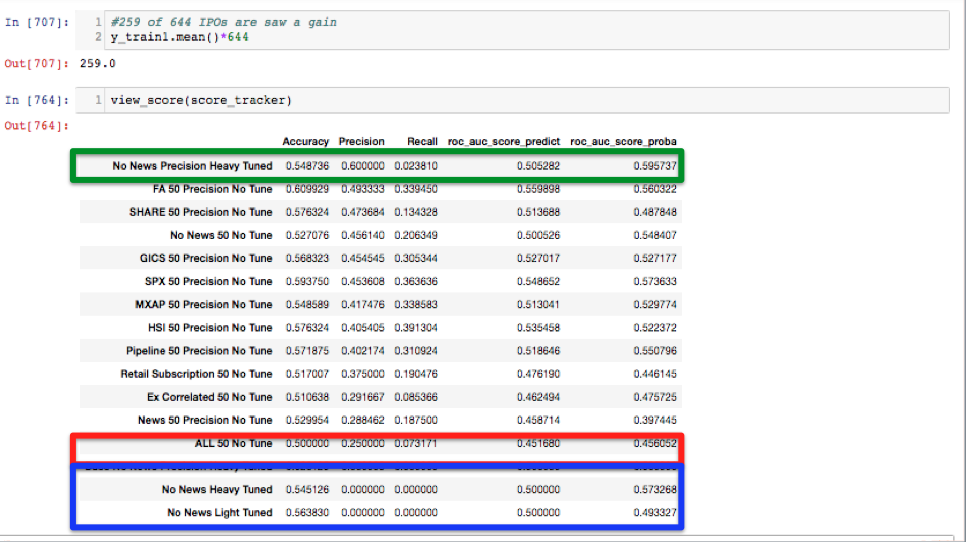 In [707]: 1 #259 of 644 IPOs are saw a gain
2 y_train1.mean()*644
Out[707]: 259.0
In [764]: 1 view_score(score_tracker)
Out[764]:
Accuracy Precision Recall roc_auc_score_predict roc_auc_score_proba
No News Precision Heavy Tuned 0.548736 0.600000 0.023810 0.505282 0.595737
FA 50 Precision No Tune 0.609929 0.493333 0.339450 0.559898 0.560322
SHARE 50 Precision No Tune 0.576324 0.473684 0.134328 0.513688 0.487848
No News 50 No Tune 0.527076 0.456140 0.206349 0.500526 0.548407
GICS 50 Precision No Tune 0.568323 0.454545 0.305344 0.527017 0.527177
SPX 50 Precision No Tune 0.593750 0.453608 0.363636 0.548652 0.573633
MXAP 50 Precision No Tune 0.548589 0.417476 0.338583 0.513041 0.529774
HSI 50 Precision No Tune 0.576324 0.405405 0.391304 0.535458 0.522372
Pipeline 50 Precision No Tune 0.571875 0.402174 0.310924 0.518646 0.550796
Retail Subscription 50 No Tune 0.517007 0.375000 0.190476 0.476190 0.446145
Ex Correlated 50 No Tune 0.510638 0.291667 0.085366 0.462494 0.475725
News 50 Precision No Tune 0.529954 0.288462 0.187500 0.458714 0.397445
ALL 50 No Tune 0.500000 0.250000 0.073171 0.451680 0.456052
No News Precision Heavy Tuned
No News Heavy Tuned 0.545126 0.000000 0.000000 0.500000 0.573268
No News Light Tuned 0.563830 0.000000 0.000000 0.500000 0.493327